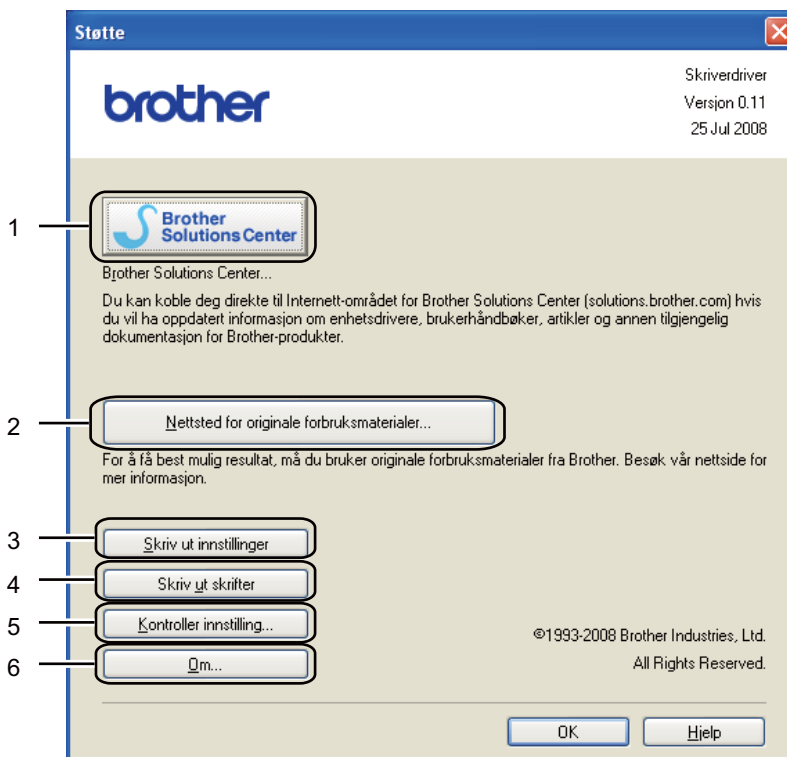 Støtte
brother
Skriverdriver
Versjon 0.11
25 Jul 2008
1
Brother
Solutions Center
Brother Solutions Center...
Du kan koble deg direkte til Internett-området for Brother Solutions Center (solutions.brother.com) hvis
du vil ha oppdatert informasjon om enhetsdrivere, brukerhåndbøker, artikler og annen tilgjengelig
dokumentasjon for Brother-produkter.
2
Nettsted for originale forbruksmaterialer...
For å få best mulig resultat, må du bruker originale forbruksmaterialer fra Brother. Besøk vår nettside for
mer informasjon.
3
Skriv ut innstillinger
4
Skriv ut skrifter
5
Kontroller innstilling...
6
Om...
©1993-2008 Brother Industries, Ltd.
All Rights Reserved.
OK
Hjelp